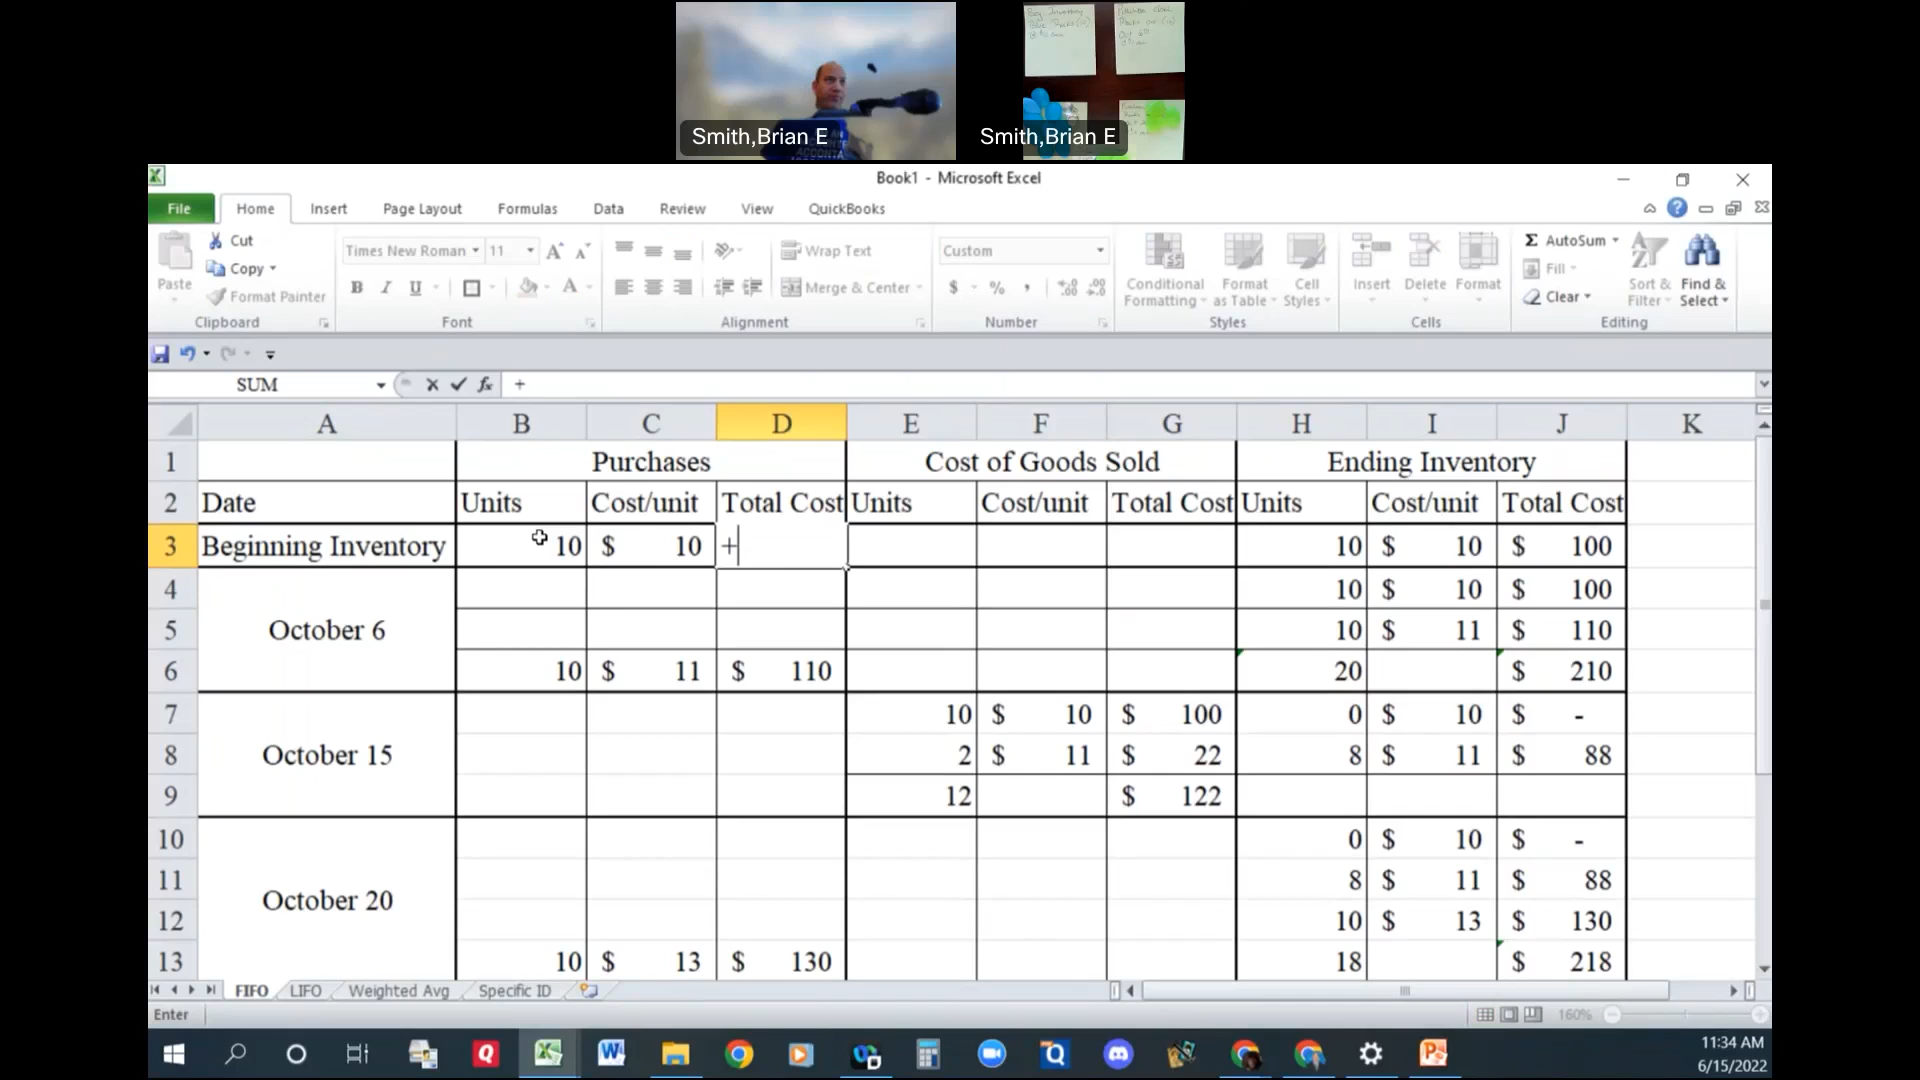 Smith,Brian E
Smith,Brian E
Book1 - Microsoft Excel
File Home Insert Page Layout Formulas Data Review View QuickBooks
Paste Cut Copy Format Painter
Clipboard
Times New Roman 11
B I U A
Font
Wrap Text
Merge & Center
Alignment
Custom
$ % ,
Number
Conditional Formatting Format as Table Cell Styles
Styles
Insert Delete Format
Cells
Σ AutoSum Fill Clear
Sort & Filter Find & Select
Editing
SUM fx +
A B C D E F G H I J K
1 Purchases Cost of Goods Sold Ending Inventory
2 Date Units Cost/unit Total Cost Units Cost/unit Total Cost Units Cost/unit Total Cost
3 Beginning Inventory 10 $ 10 + 10 $ 10 $ 100
4 10 $ 10 $ 100
5 October 6 10 $ 11 $ 110
6 10 $ 11 $ 110 20 $ 210
7 10 $ 10 $ 100 0 $ 10 $ -
8 October 15 2 $ 11 $ 22 8 $ 11 $ 88
9 12 $ 122
10 0 $ 10 $ -
11 October 20 8 $ 11 $ 88
12 10 $ 13 $ 130
13 10 $ 13 $ 130 18 $ 218
FIFO LIFO Weighted Avg Specific ID
Enter 160%
11:34 AM
6/15/2022